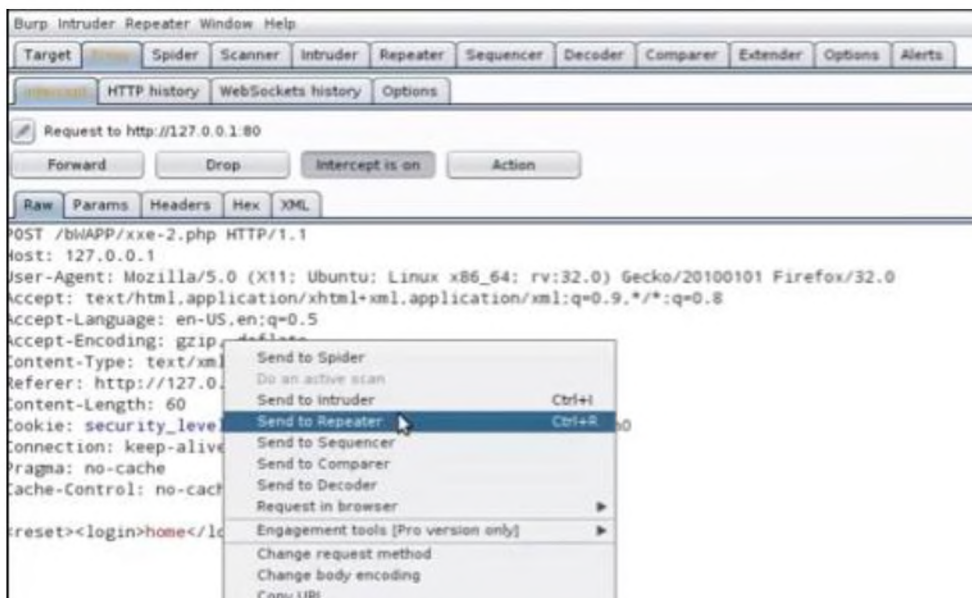 Burp Intruder Repeater Window Help
Target Proxy Spider Scanner Intruder Repeater Sequencer Decoder Comparer Extender Options Alerts
Intercept HTTP history WebSockets history Options
Request to http://127.0.0.1:80
Forward Drop Intercept is on Action
Raw Params Headers Hex XML
POST /bWAPP/xxe-2.php HTTP/1.1
Host: 127.0.0.1
User-Agent: Mozilla/5.0 (X11; Ubuntu; Linux x86_64; rv:32.0) Gecko/20100101 Firefox/32.0
Accept: text/html,application/xhtml+xml,application/xml;q=0.9,*/*;q=0.8
Accept-Language: en-US,en;q=0.5
Accept-Encoding: gzip, deflate
Content-Type: text/xml
Referer: http://127.0.
Content-Length: 60
Cookie: security_level
Connection: keep-alive
Pragma: no-cache
Cache-Control: no-cach
<reset><login>home</lo
Send to Spider
Do an active scan
Send to Intruder Ctrl+I
Send to Repeater Ctrl+R
Send to Sequencer
Send to Comparer
Send to Decoder
Request in browser
Engagement tools [Pro version only]
Change request method
Change body encoding
Copy URL